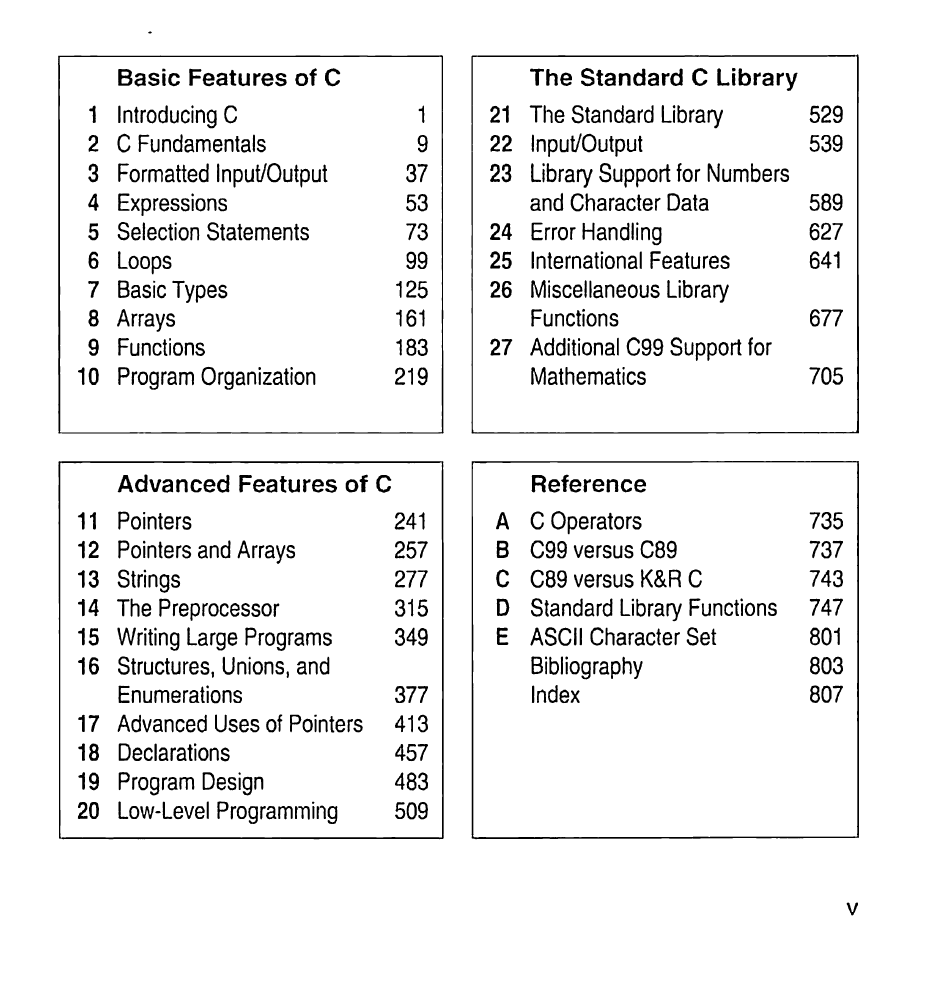 Basic Features of C
1 Introducing C 1
2 C Fundamentals 9
3 Formatted Input/Output 37
4 Expressions 53
5 Selection Statements 73
6 Loops 99
7 Basic Types 125
8 Arrays 161
9 Functions 183
10 Program Organization 219
The Standard C Library
21 The Standard Library 529
22 Input/Output 539
23 Library Support for Numbers
and Character Data 589
24 Error Handling 627
25 International Features 641
26 Miscellaneous Library
Functions 677
27 Additional C99 Support for
Mathematics 705
Advanced Features of C
11 Pointers 241
12 Pointers and Arrays 257
13 Strings 277
14 The Preprocessor 315
15 Writing Large Programs 349
16 Structures, Unions, and
Enumerations 377
17 Advanced Uses of Pointers 413
18 Declarations 457
19 Program Design 483
20 Low-Level Programming 509
Reference
A C Operators 735
B C99 versus C89 737
C C89 versus K&R C 743
D Standard Library Functions 747
E ASCII Character Set 801
Bibliography 803
Index 807
v